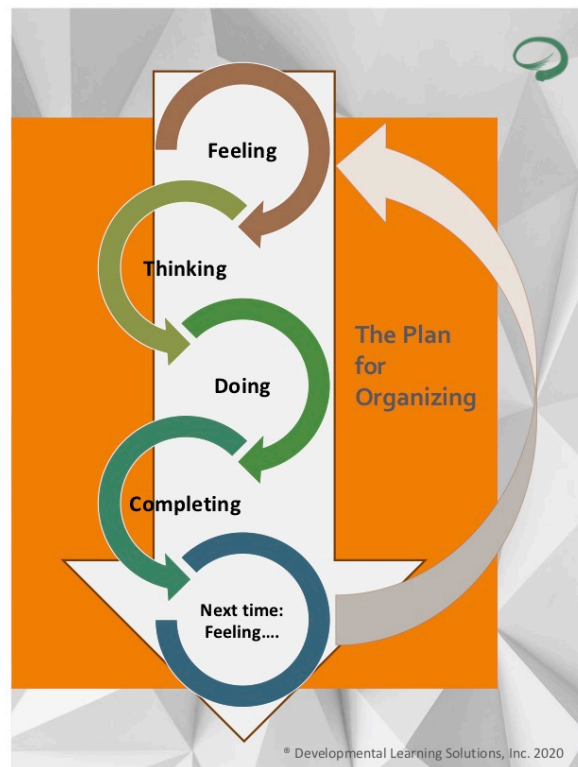 Feeling
Thinking
Doing
The Plan
for
Organizing
Completing
Next time:
Feeling....
® Developmental Learning Solutions, Inc. 2020